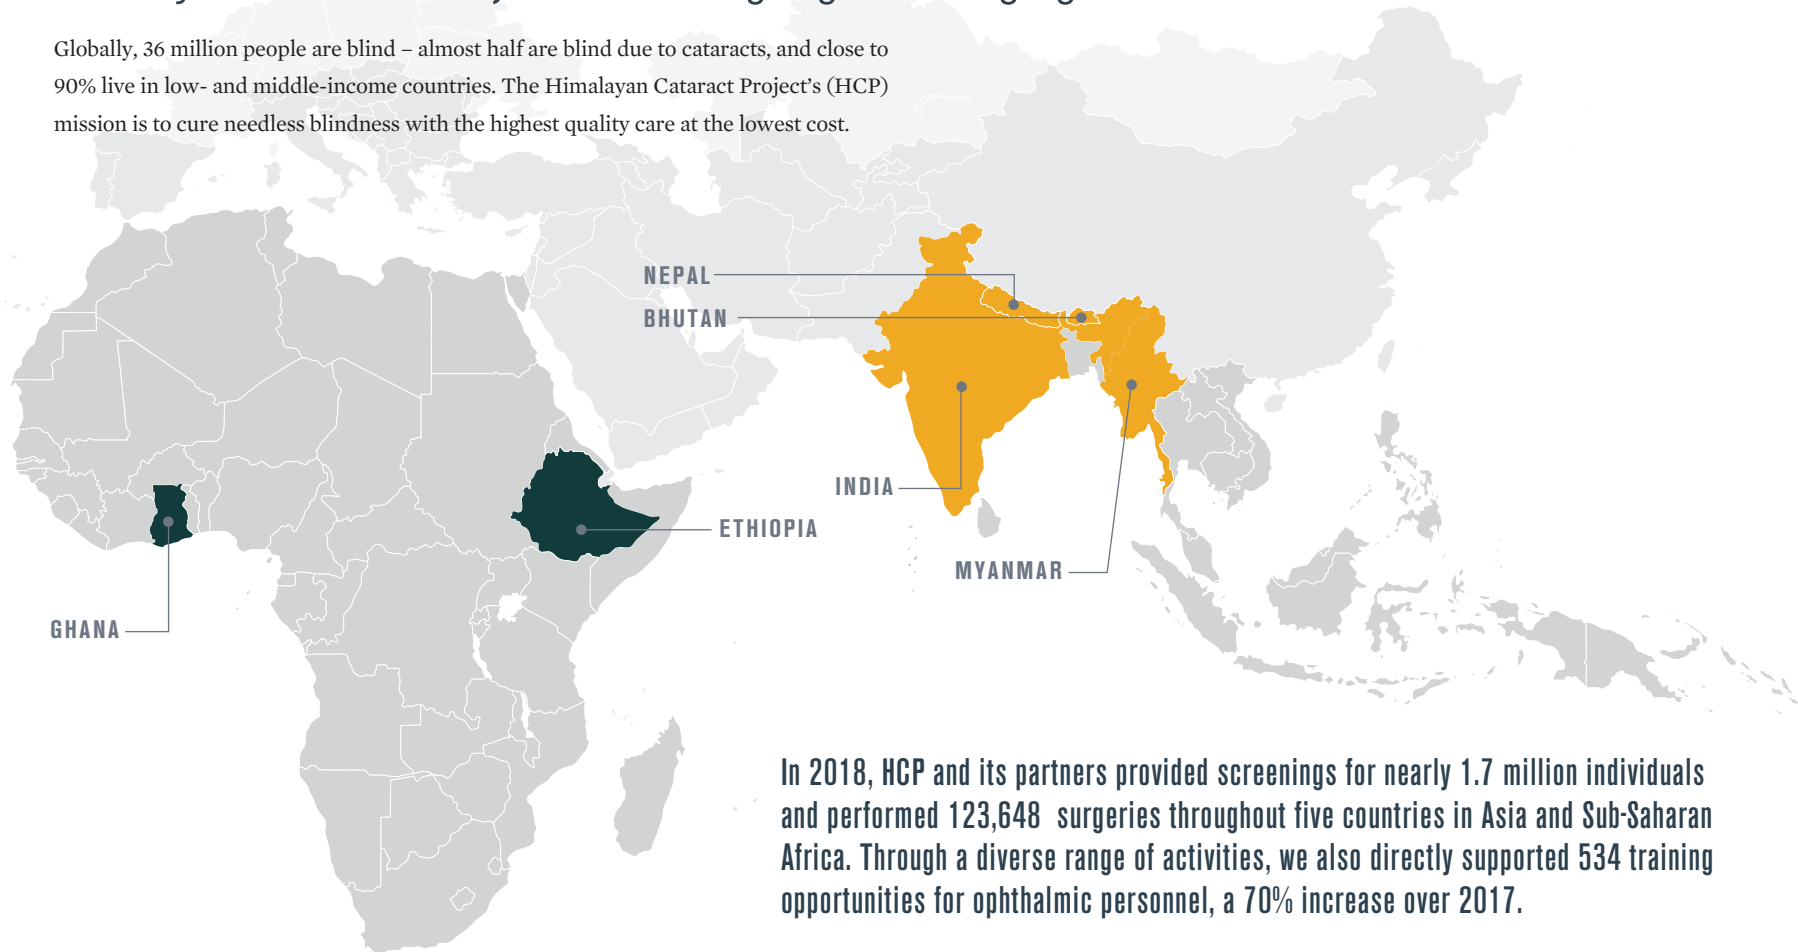 Globally, 36 million people are blind – almost half are blind due to cataracts, and close to
90% live in low- and middle-income countries. The Himalayan Cataract Project’s (HCP)
mission is to cure needless blindness with the highest quality care at the lowest cost.
NEPAL
BHUTAN
INDIA
ETHIOPIA
MYANMAR
GHANA
In 2018, HCP and its partners provided screenings for nearly 1.7 million individuals
and performed 123,648 surgeries throughout five countries in Asia and Sub-Saharan
Africa. Through a diverse range of activities, we also directly supported 534 training
opportunities for ophthalmic personnel, a 70% increase over 2017.